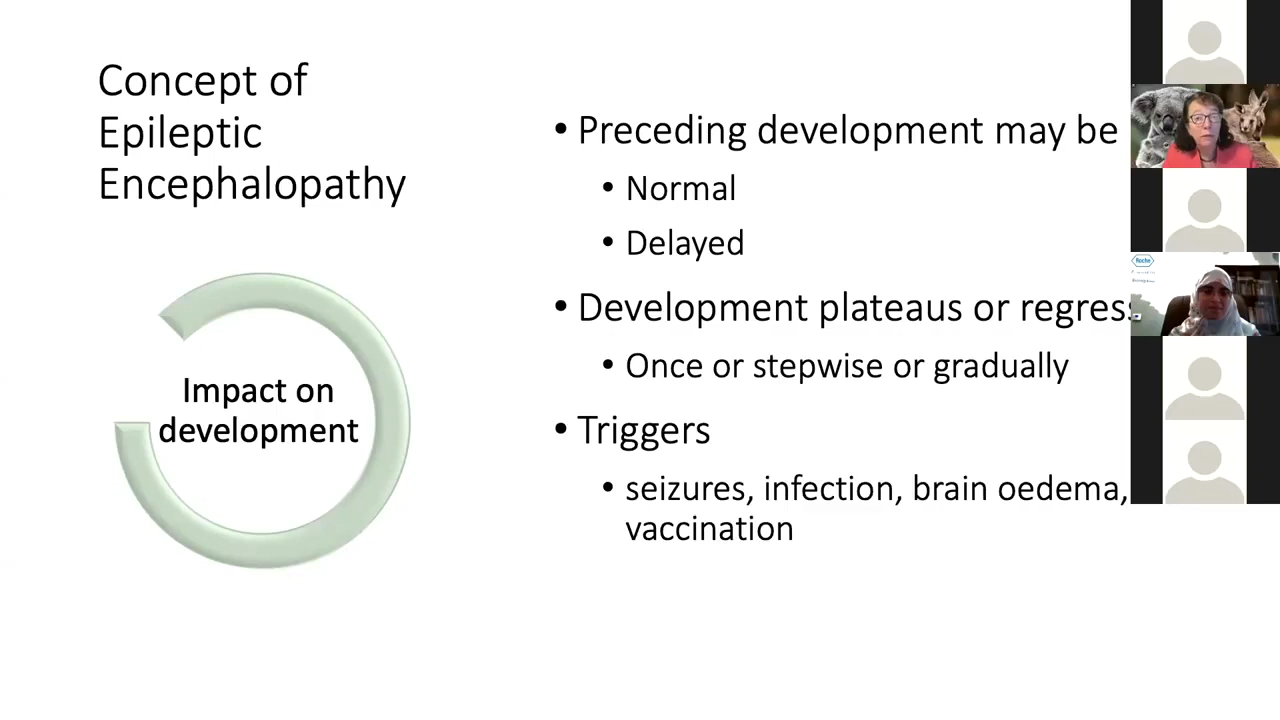 Concept of
Epileptic
Encephalopathy
Impact on
development
• Preceding development may be
• Normal
• Delayed
• Development plateaus or regress
• Once or stepwise or gradually
• Triggers
• seizures, infection, brain oedema,
vaccination
Roche